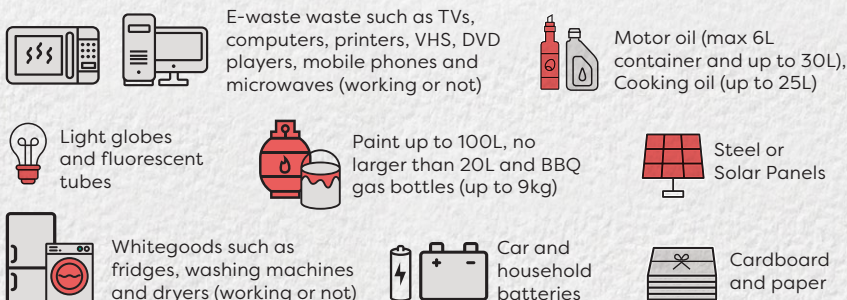 E-waste waste such as TVs,
computers, printers, VHS, DVD
players, mobile phones and
microwaves (working or not)
Motor oil (max 6L
container and up to 30L),
Cooking oil (up to 25L)
Light globes
and fluorescent
tubes
Paint up to 100L, no
larger than 20L and BBQ
gas bottles (up to 9kg)
Steel or
Solar Panels
Whitegoods such as
fridges, washing machines
and dryers (working or not)
Car and
household
batteries
Cardboard
and paper